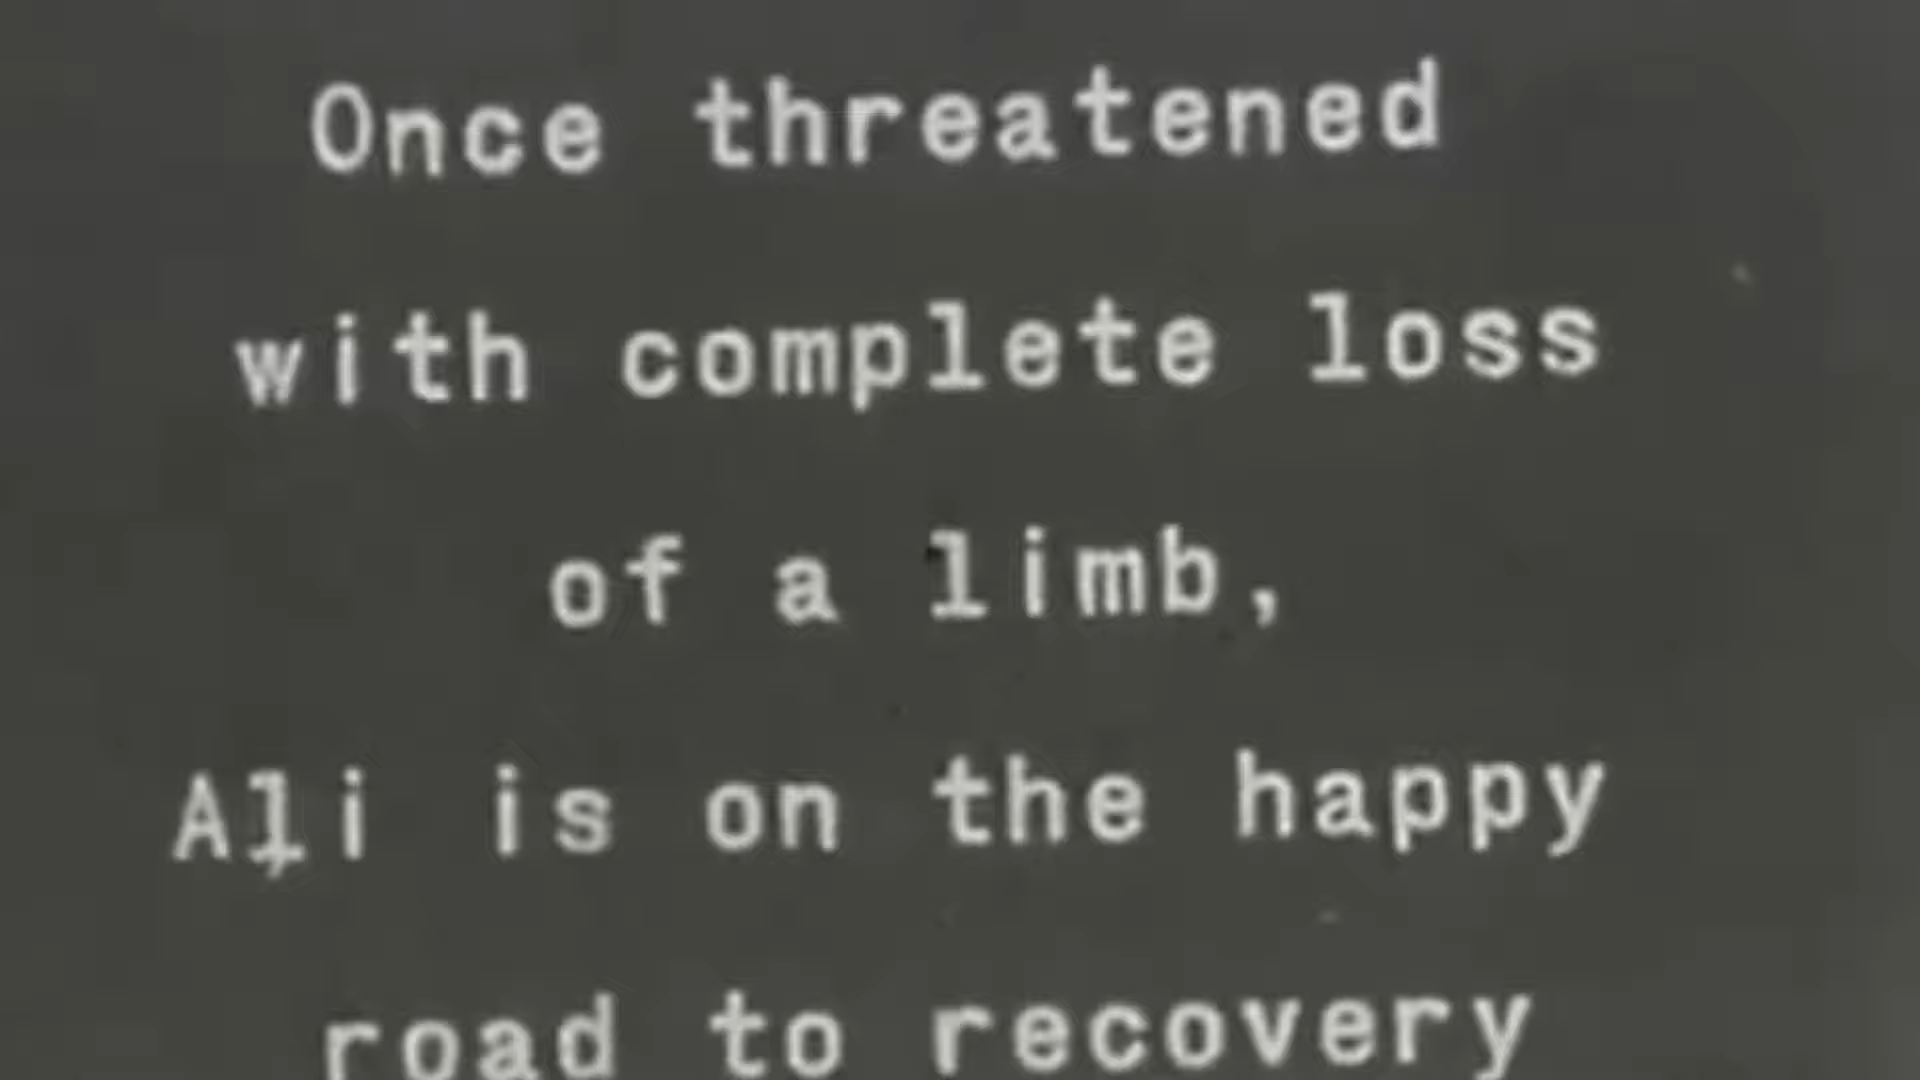 Once threatened
with complete loss
of a limb,
Ali is on the happy
road to recovery